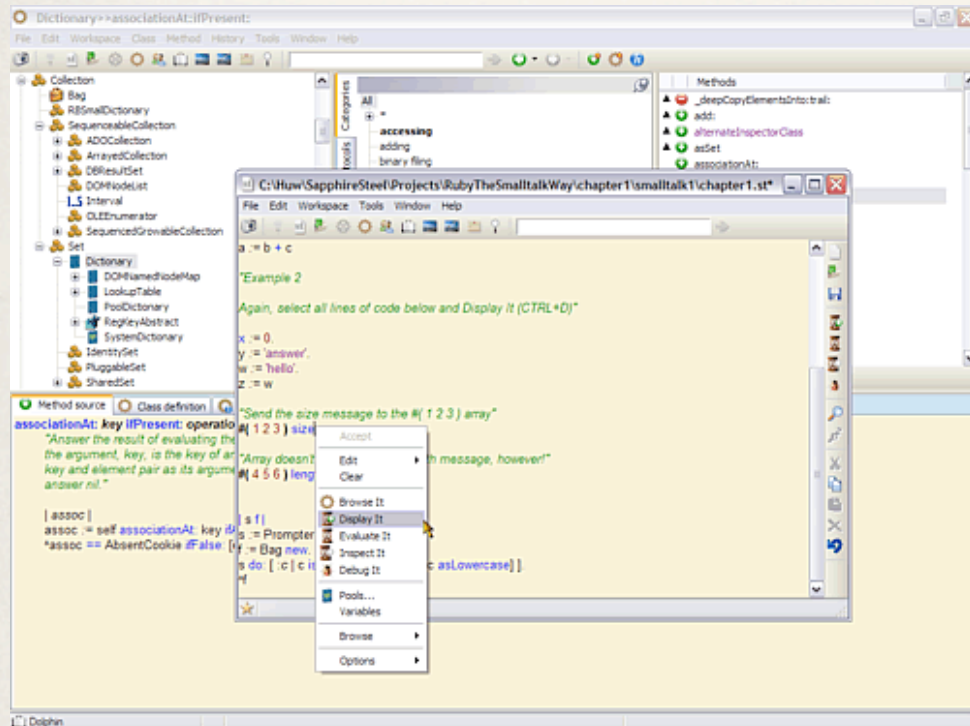 Dictionary>>associationAt:ifPresent:
File Edit Workspace Class Method History Tools Window Help
Collection
Bag
RBSmallDictionary
SequenceableCollection
ADOCollection
ArrayedCollection
DBResultSet
DOMNodeList
1..5 Interval
OLEEnumerator
SequencedGrowableCollection
Set
Dictionary
DOMNamedNodeMap
LookupTable
PoolDictionary
RegKeyAbstract
SystemDictionary
IdentitySet
PluggableSet
SharedSet
Categories
All
*
accessing
adding
binary filing
Methods
_deepCopyElementsInto:trail:
add:
alternateInspectorClass
asSet
associationAt:
C:\Huw\SapphireSteel\Projects\RubyTheSmalltalkWay\chapter1\smalltalk1\chapter1.st*
File Edit Workspace Tools Window Help
a := b + c
"Example 2
Again, select all lines of code below and Display It (CTRL+D)"
x := 0.
y := 'answer'.
w := 'hello'.
z := w
"Send the size message to the #( 1 2 3 ) array"
#( 1 2 3 ) size
"Array doesn't h message, however!"
#( 4 5 6 ) leng
| s f |
s := Prompter
f := Bag new.
s do: [ :c | c is c asLowercase] ].
^f
Accept
Edit
Clear
Browse It
Display It
Evaluate It
Inspect It
Debug It
Pools...
Variables
Browse
Options
Method source Class definition
associationAt: key ifPresent: operatio
"Answer the result of evaluating the
the argument, key, is the key of an
key and element pair as its argume
answer nil."
| assoc |
assoc := self associationAt: key ifA
^assoc == AbsentCookie ifFalse: [
Dolphin